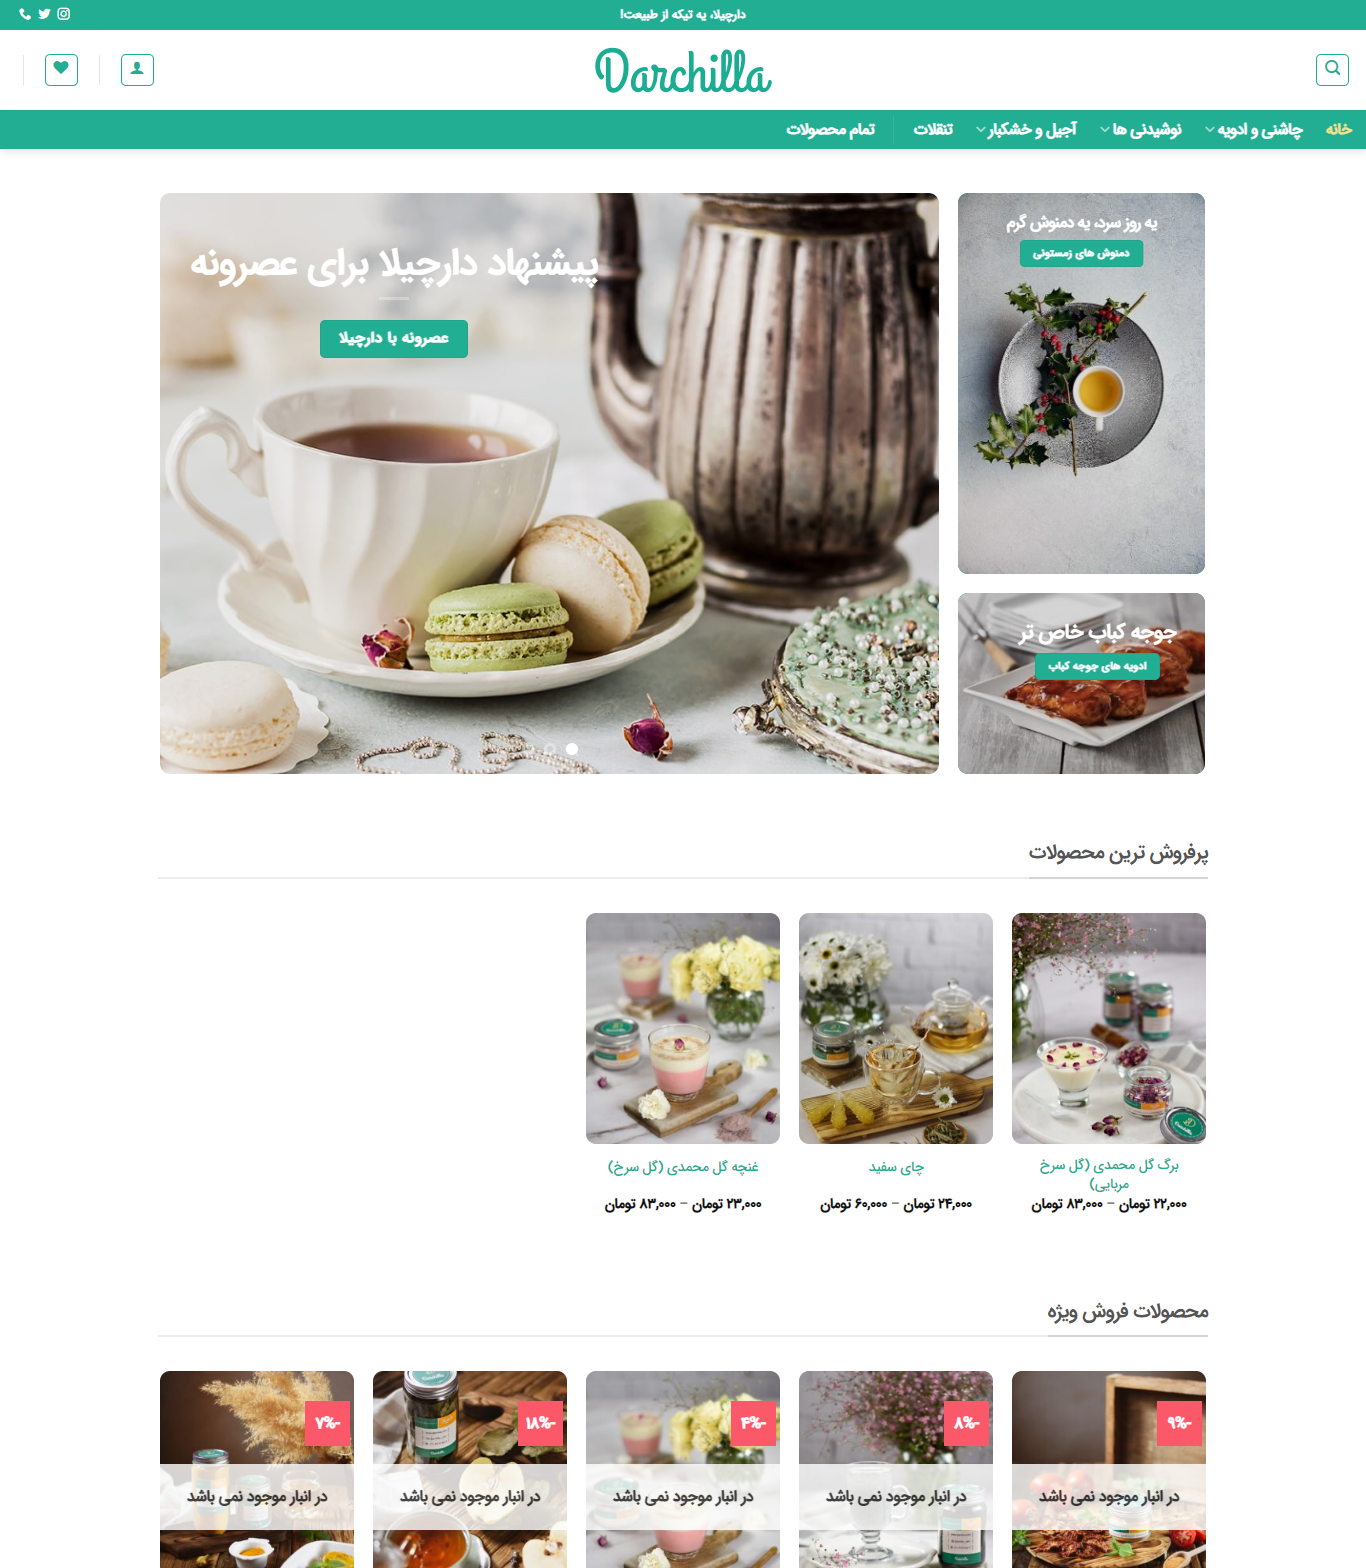 دارچیلا، یه تیکه از طبیعت!
Darchilla
خانه
چاشنی و ادویه
نوشیدنی ها
آجیل و خشکبار
تنقلات
تمام محصولات
یه روز سرد، یه دمنوش گرم
دمنوش های زمستونی
پیشنهاد دارچیلا برای عصرونه
عصرونه با دارچیلا
جوجه کباب خاص تر
ادویه های جوجه کباب
پرفروش ترین محصولات
برگ گل محمدی (گل سرخ
مربایی)
۲۲,۰۰۰ تومان – ۸۳,۰۰۰ تومان
چای سفید
۲۴,۰۰۰ تومان – ۶۰,۰۰۰ تومان
غنچه گل محمدی (گل سرخ)
۲۳,۰۰۰ تومان – ۸۳,۰۰۰ تومان
محصولات فروش ویژه
-۹%
در انبار موجود نمی باشد
-۸%
در انبار موجود نمی باشد
-۴%
در انبار موجود نمی باشد
-۱۸%
در انبار موجود نمی باشد
-۷%
در انبار موجود نمی باشد